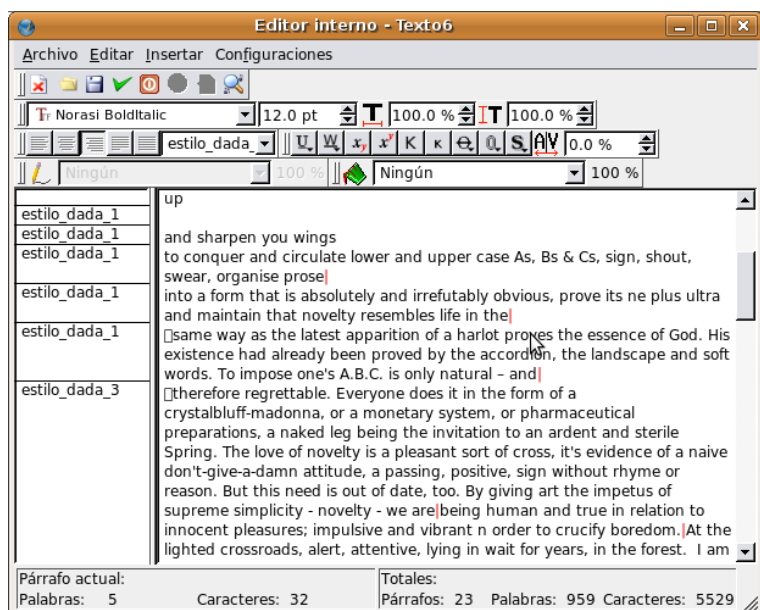 Editor interno - Texto6
Archivo Editar Insertar Configuraciones
Norasi BoldItalic 12.0 pt 100.0 % 100.0 %
estilo_dada_ U W x, x^y K K O O S A|V 0.0 %
Ningún 100 % Ningún 100 %
up
estilo_dada_1
estilo_dada_1 and sharpen you wings
estilo_dada_1 to conquer and circulate lower and upper case As, Bs & Cs, sign, shout,
swear, organise prose
estilo_dada_1 into a form that is absolutely and irrefutably obvious, prove its ne plus ultra
and maintain that novelty resembles life in the
estilo_dada_1 same way as the latest apparition of a harlot proves the essence of God. His
existence had already been proved by the accordion, the landscape and soft
words. To impose one's A.B.C. is only natural – and
estilo_dada_3 therefore regrettable. Everyone does it in the form of a
crystalbluff-madonna, or a monetary system, or pharmaceutical
preparations, a naked leg being the invitation to an ardent and sterile
Spring. The love of novelty is a pleasant sort of cross, it's evidence of a naive
don't-give-a-damn attitude, a passing, positive, sign without rhyme or
reason. But this need is out of date, too. By giving art the impetus of
supreme simplicity - novelty - we are being human and true in relation to
innocent pleasures; impulsive and vibrant n order to crucify boredom. At the
lighted crossroads, alert, attentive, lying in wait for years, in the forest. I am
Párrafo actual: Totales:
Palabras: 5 Caracteres: 32 Párrafos: 23 Palabras: 959 Caracteres: 5529